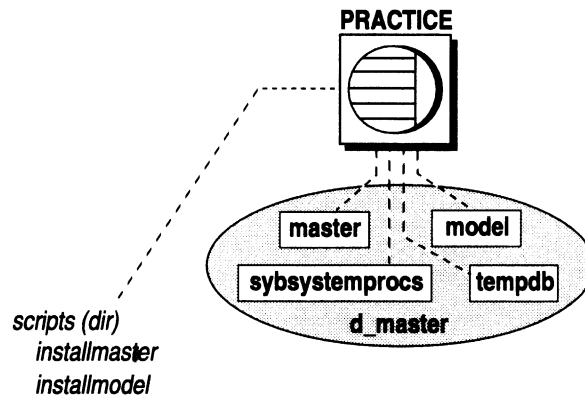 PRACTICE
master
model
sybsystemprocs
tempdb
d_master
scripts (dir)
installmaster
installmodel